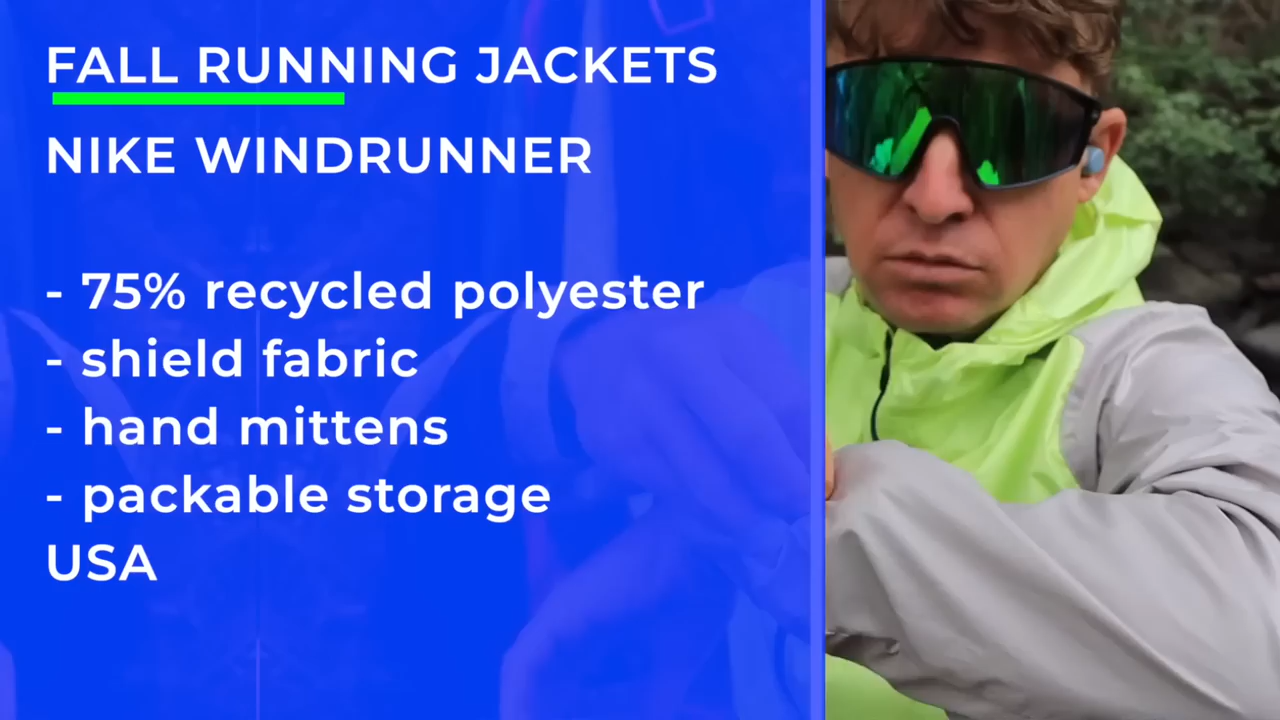 FALL RUNNING JACKETS
NIKE WINDRUNNER
- 75% recycled polyester
- shield fabric
- hand mittens
- packable storage
USA